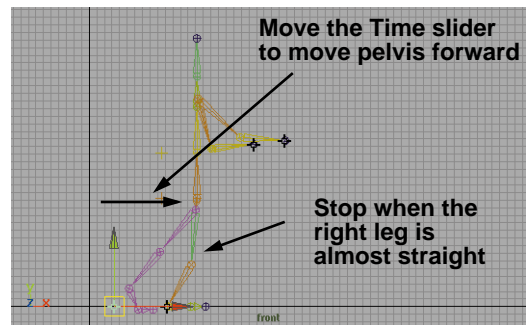 Move the Time slider
to move pelvis forward
Stop when the
right leg is
almost straight
y
z x
front